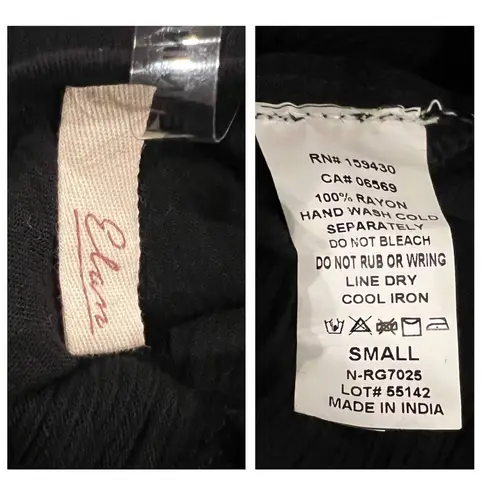 Elan
RN# 159430
CA# 06569
100% RAYON
HAND WASH COLD
SEPARATELY
DO NOT BLEACH
DO NOT RUB OR WRING
LINE DRY
COOL IRON
SMALL
N-RG7025
LOT# 55142
MADE IN INDIA